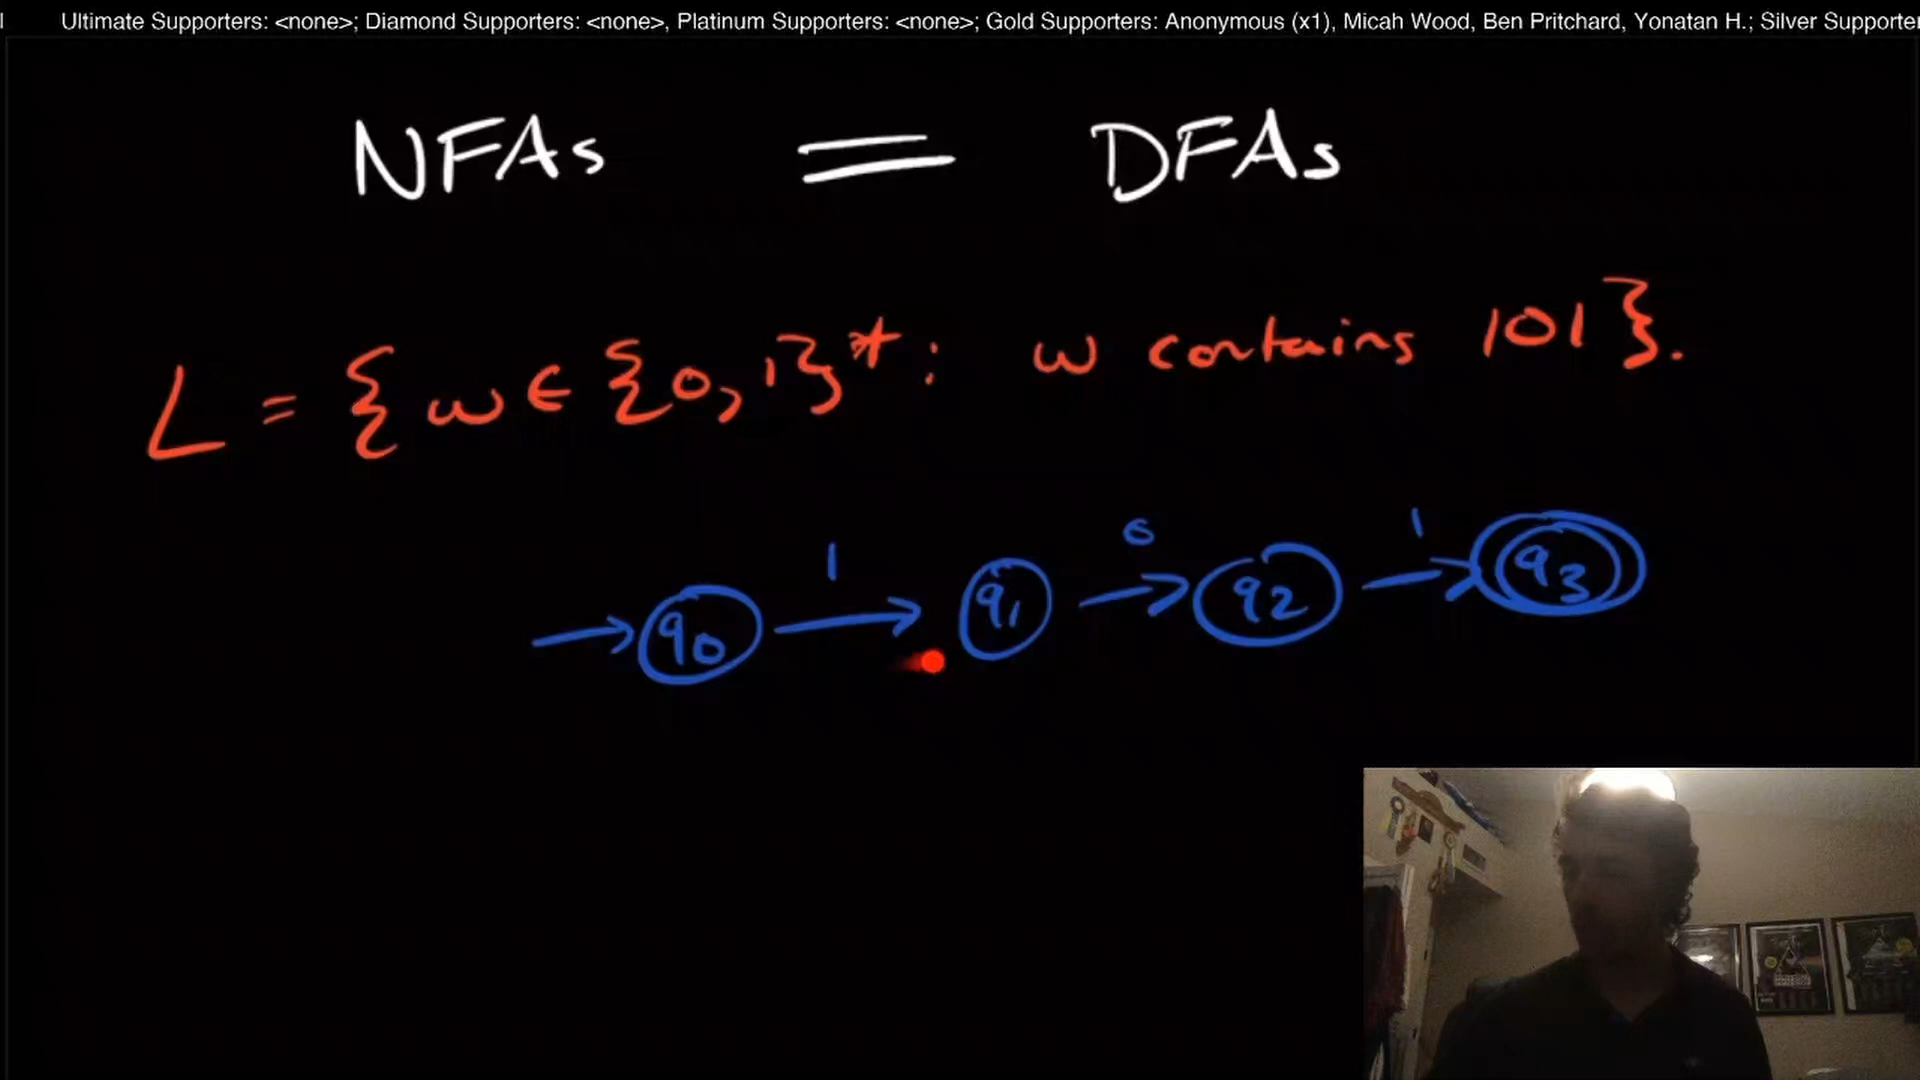 Ultimate Supporters: <none>; Diamond Supporters: <none>, Platinum Supporters: <none>; Gold Supporters: Anonymous (x1), Micah Wood, Ben Pritchard, Yonatan H.; Silver Supporter
NFAs = DFAs
L = {w ∈ {0,1}*: w contains 101}.
1 0 1
q0 q1 q2 q3